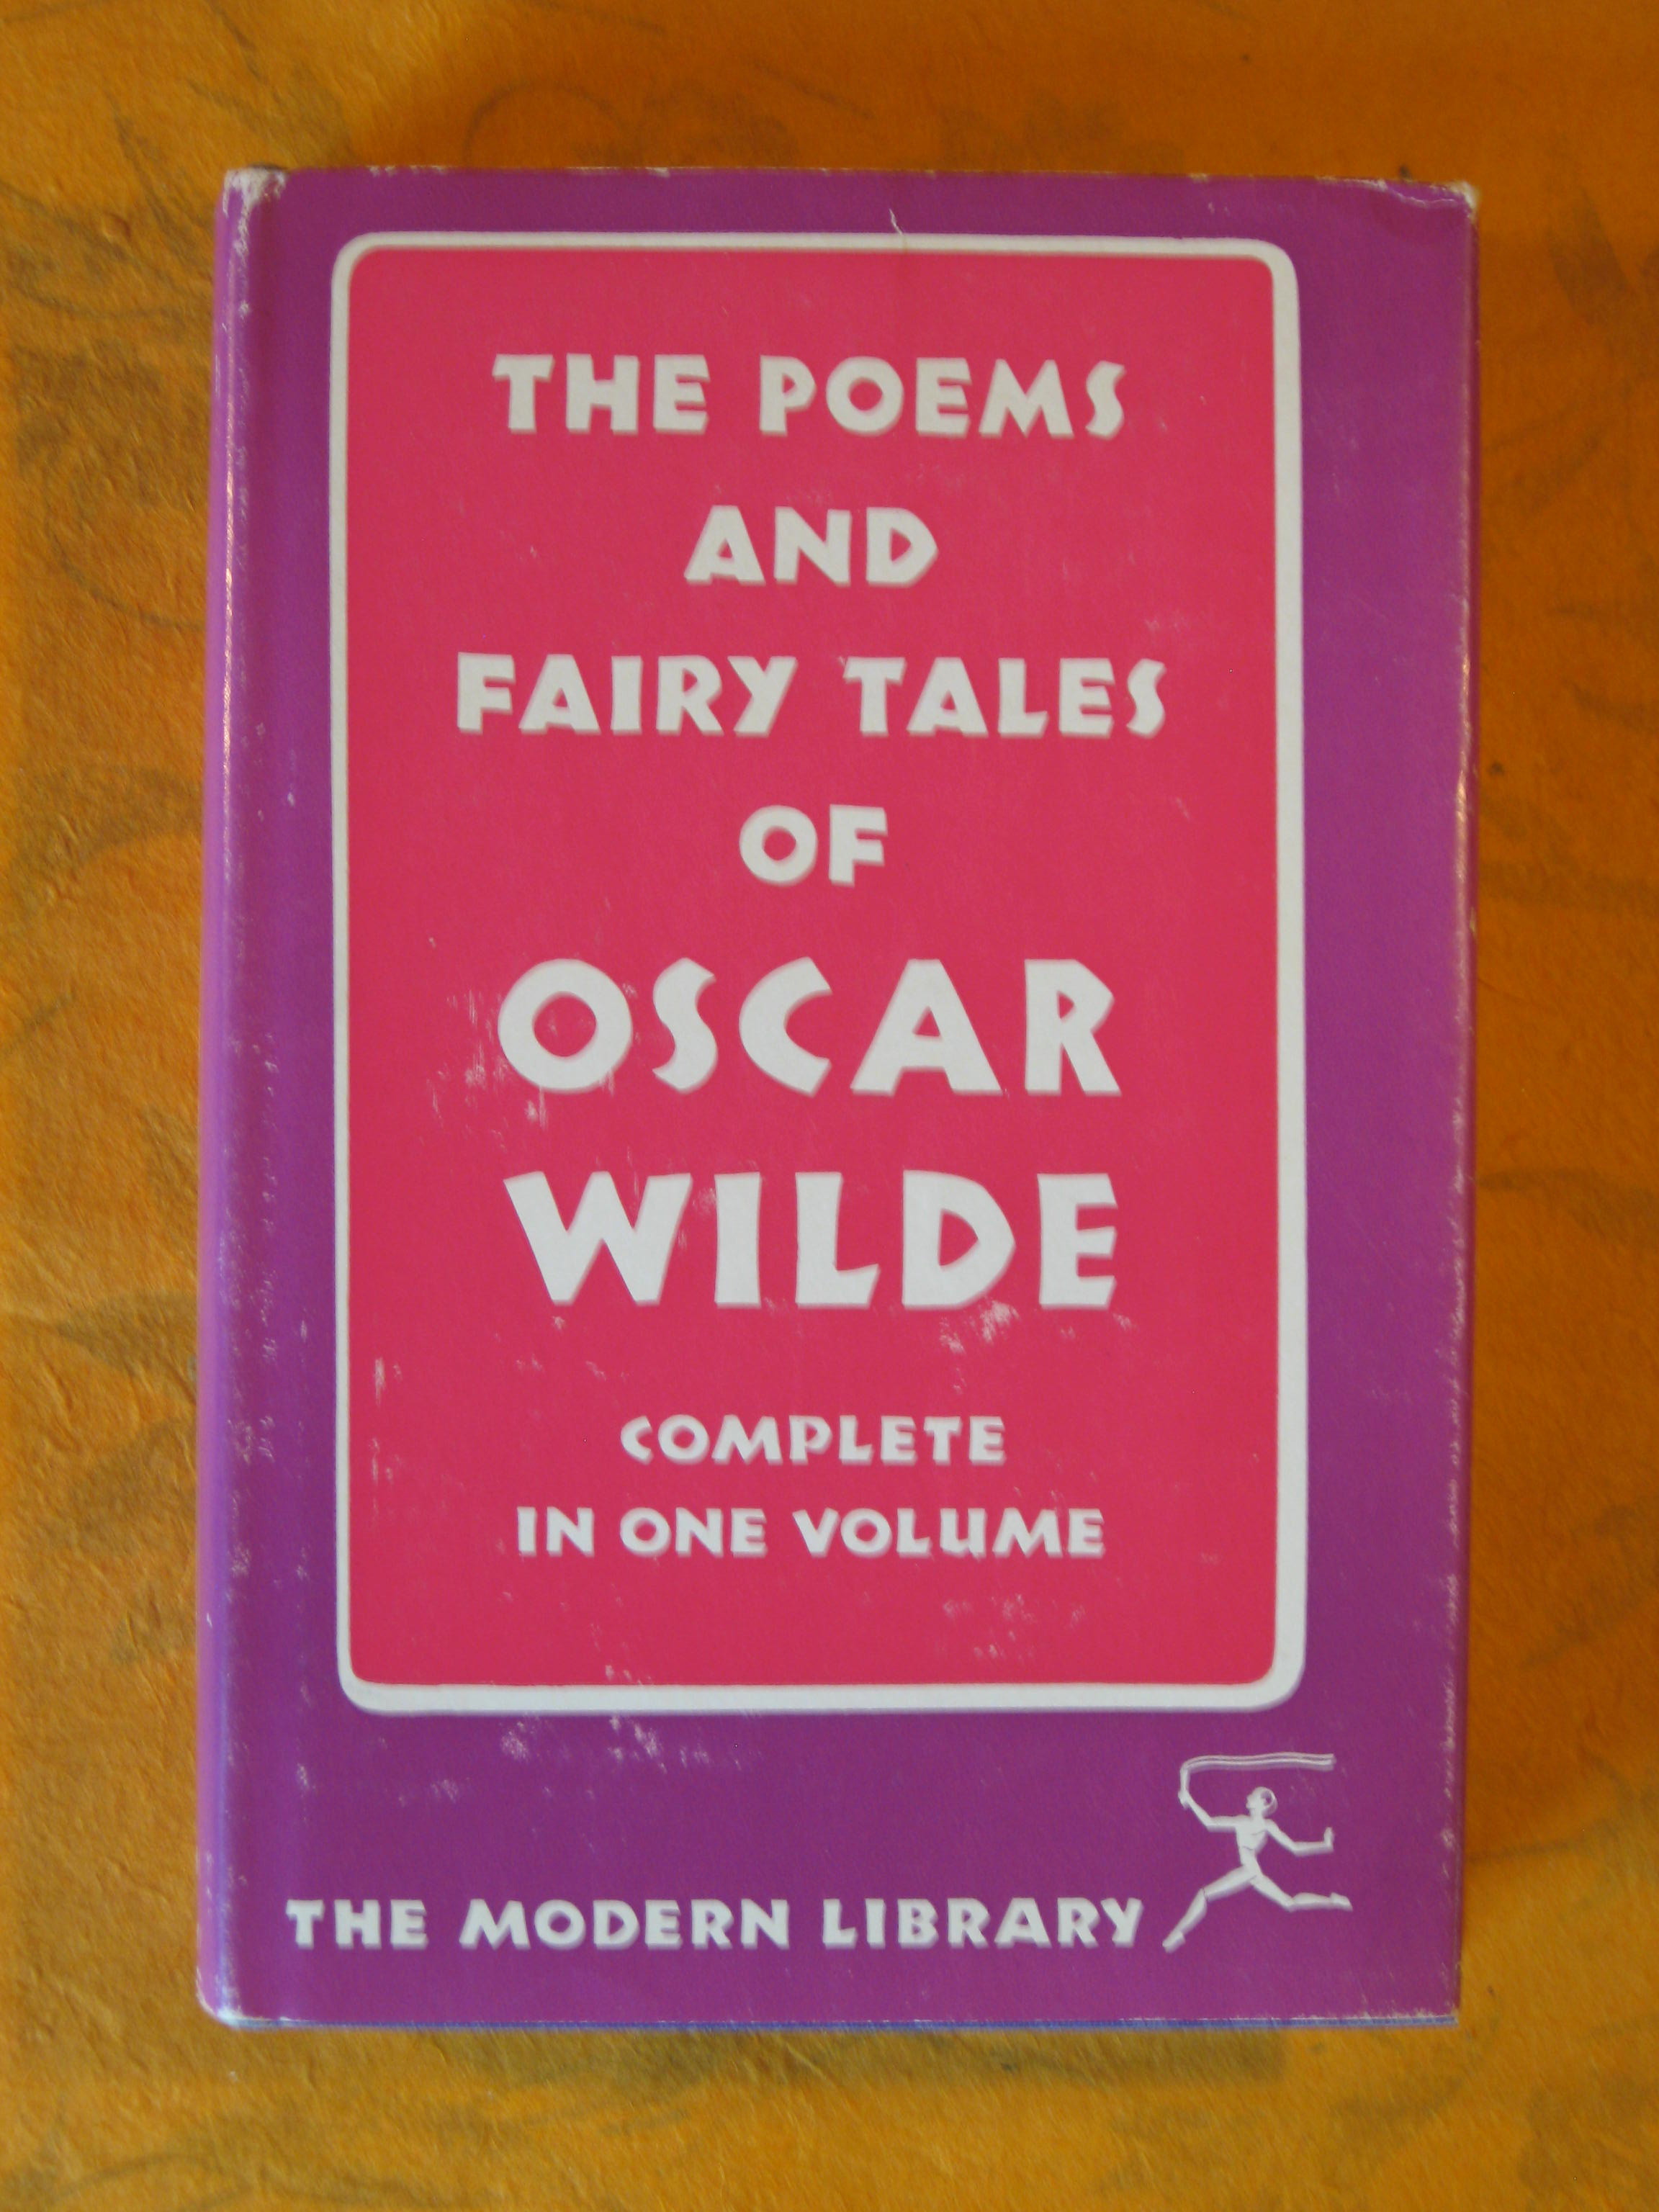 THE POEMS
AND
FAIRY TALES
OF
OSCAR
WILDE
COMPLETE
IN ONE VOLUME
THE MODERN LIBRARY